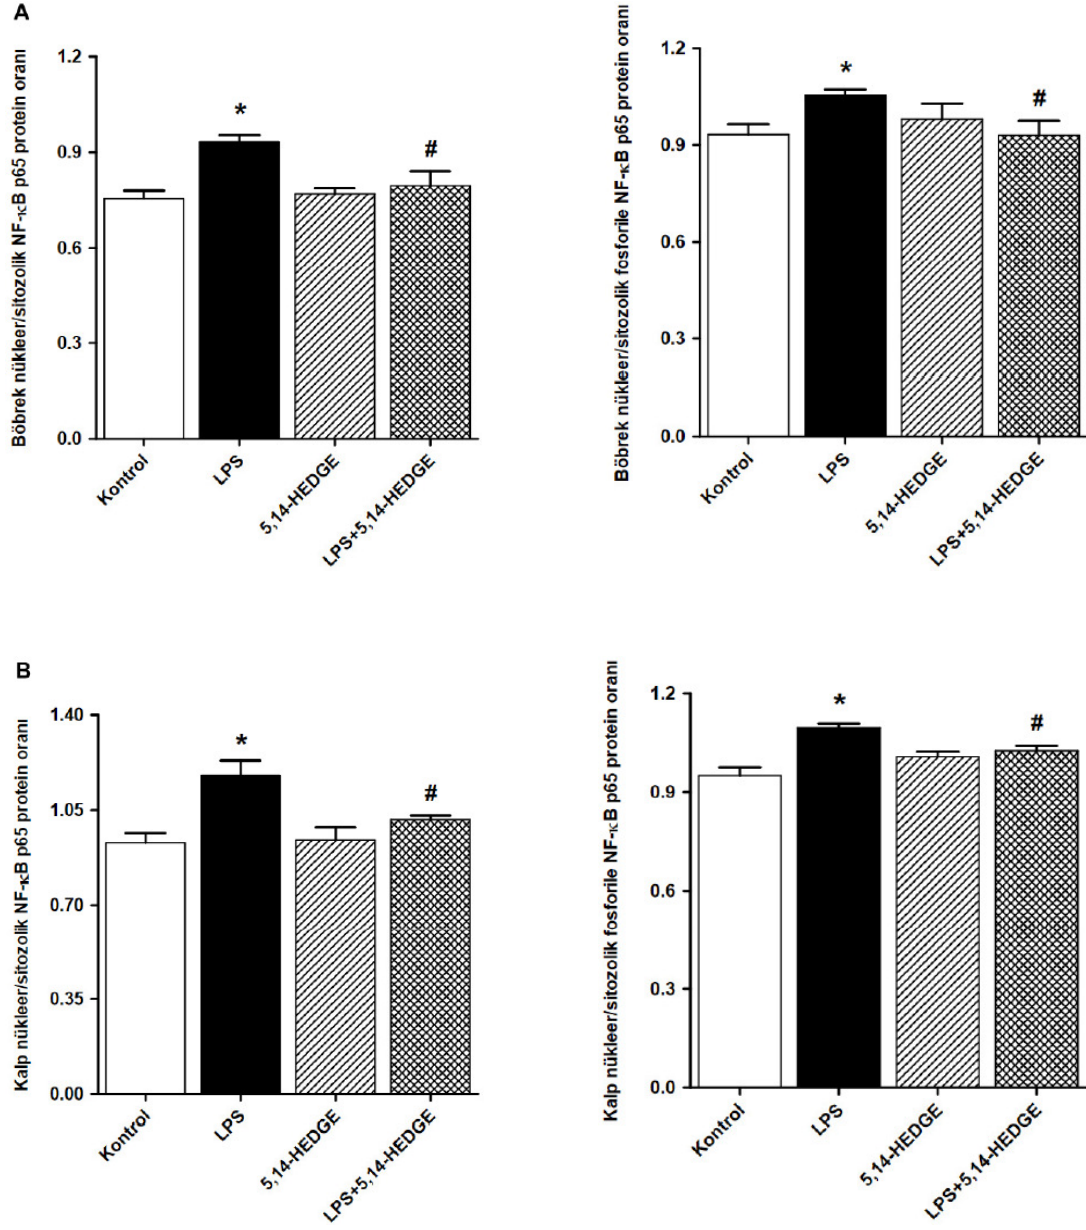 A
Böbrek nükleer/sitozolik NF-κB p65 protein oranı
1.2
0.9
0.6
0.3
0.0
*
#
Kontrol
LPS
5,14-HEDGE
LPS+5,14-HEDGE
Böbrek nükleer/sitozolik fosforile NF-κB p65 protein oranı
1.2
0.9
0.6
0.3
0.0
*
#
Kontrol
LPS
5,14-HEDGE
LPS+5,14-HEDGE
B
Kalp nükleer/sitozolik NF-κB p65 protein oranı
1.40
1.05
0.70
0.35
0.00
*
#
Kontrol
LPS
5,14-HEDGE
LPS+5,14-HEDGE
Kalp nükleer/sitozolik fosforile NF-κB p65 protein oranı
1.2
0.9
0.6
0.3
0.0
*
#
Kontrol
LPS
5,14-HEDGE
LPS+5,14-HEDGE